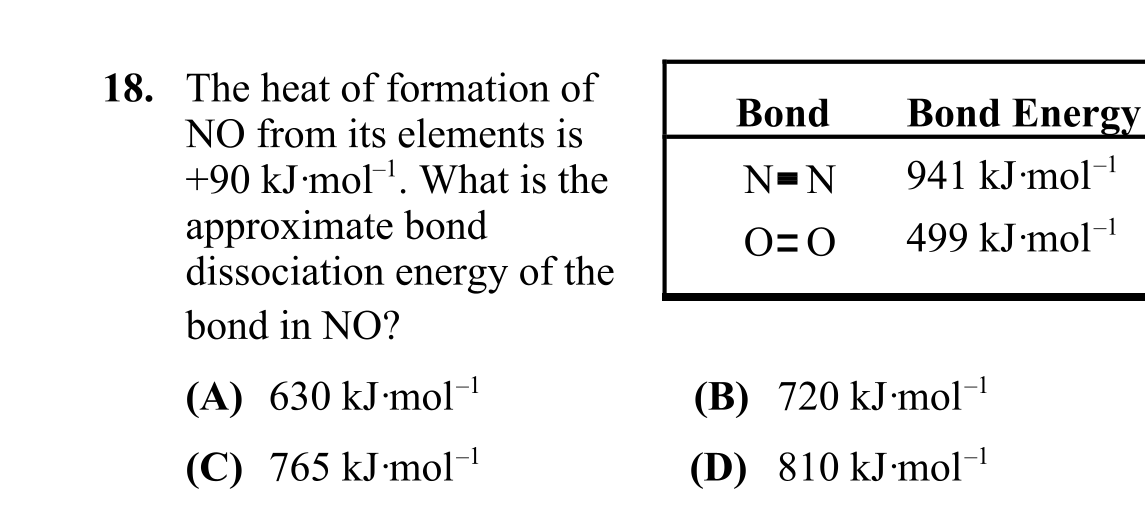 18. The heat of formation of
NO from its elements is
+90 kJ·mol⁻¹. What is the
approximate bond
dissociation energy of the
bond in NO?
Bond Bond Energy
N≡N 941 kJ·mol⁻¹
O=O 499 kJ·mol⁻¹
(A) 630 kJ·mol⁻¹ (B) 720 kJ·mol⁻¹
(C) 765 kJ·mol⁻¹ (D) 810 kJ·mol⁻¹